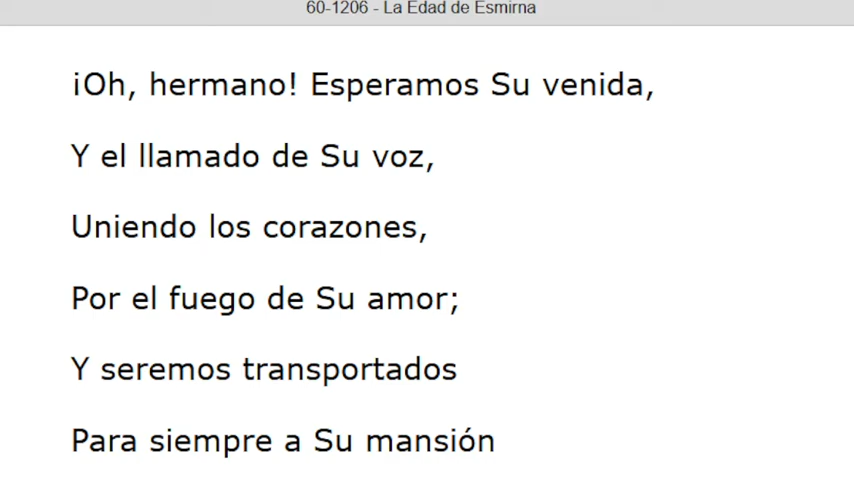 60-1206 - La Edad de Esmirna
¡Oh, hermano! Esperamos Su venida,
Y el llamado de Su voz,
Uniendo los corazones,
Por el fuego de Su amor;
Y seremos transportados
Para siempre a Su mansión